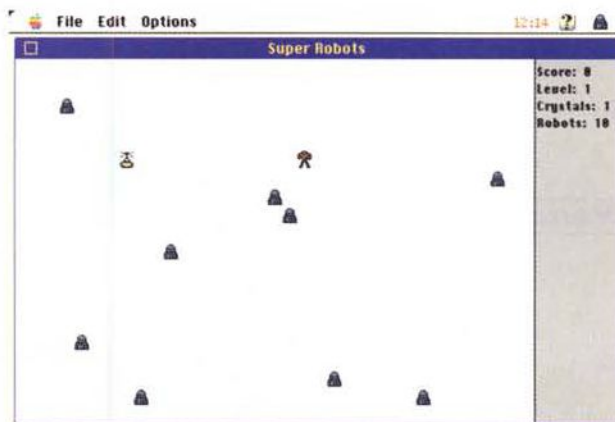 File Edit Options 12:14
Super Robots
Score: 0
Level: 1
Crystals: 1
Robots: 10